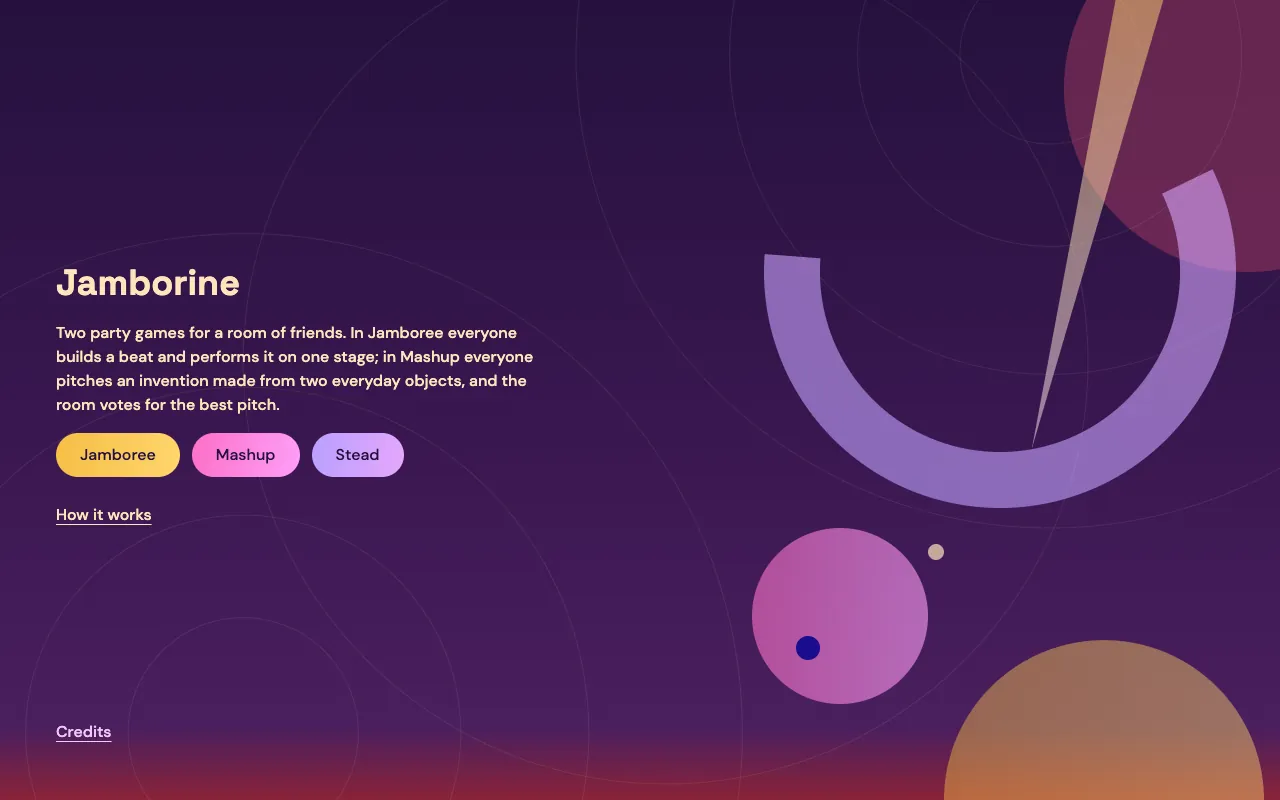 Jamborine
Two party games for a room of friends. In Jamboree everyone
builds a beat and performs it on one stage; in Mashup everyone
pitches an invention made from two everyday objects, and the
room votes for the best pitch.
Jamboree Mashup Stead
How it works
Credits